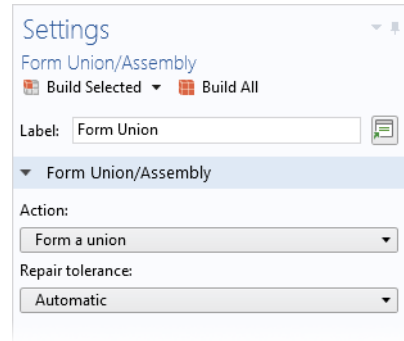 Settings
Form Union/Assembly
Build Selected Build All
Label: Form Union
Form Union/Assembly
Action:
Form a union
Repair tolerance:
Automatic